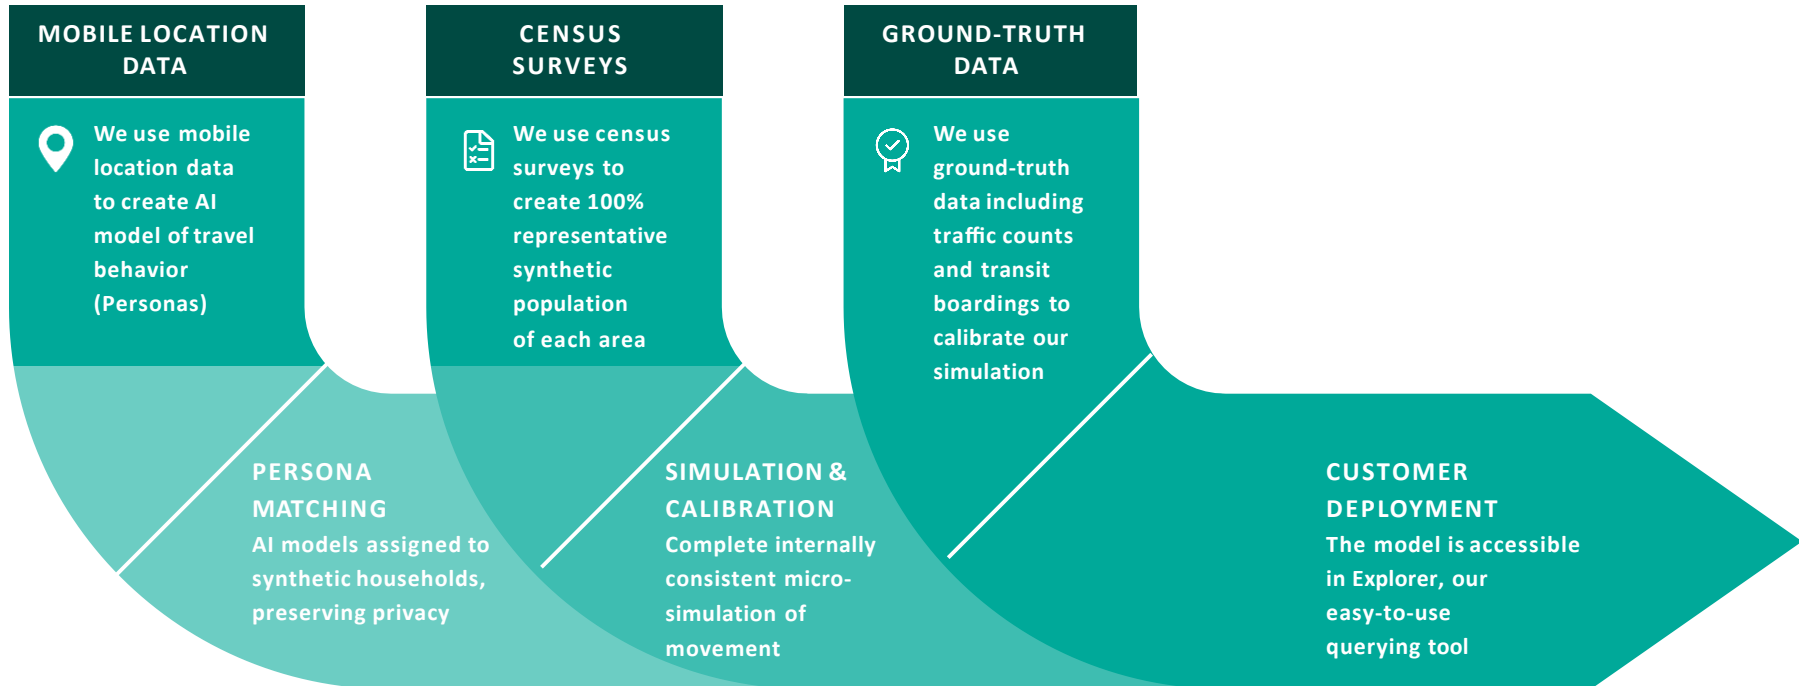 MOBILE LOCATION
DATA
We use mobile
location data
to create AI
model of travel
behavior
(Personas)
CENSUS
SURVEYS
We use census
surveys to
create 100%
representative
synthetic
population
of each area
GROUND-TRUTH
DATA
We use
ground-truth
data including
traffic counts
and transit
boardings to
calibrate our
simulation
PERSONA
MATCHING
AI models assigned to
synthetic households,
preserving privacy
SIMULATION &
CALIBRATION
Complete internally
consistent micro-
simulation of
movement
CUSTOMER
DEPLOYMENT
The model is accessible
in Explorer, our
easy-to-use
querying tool